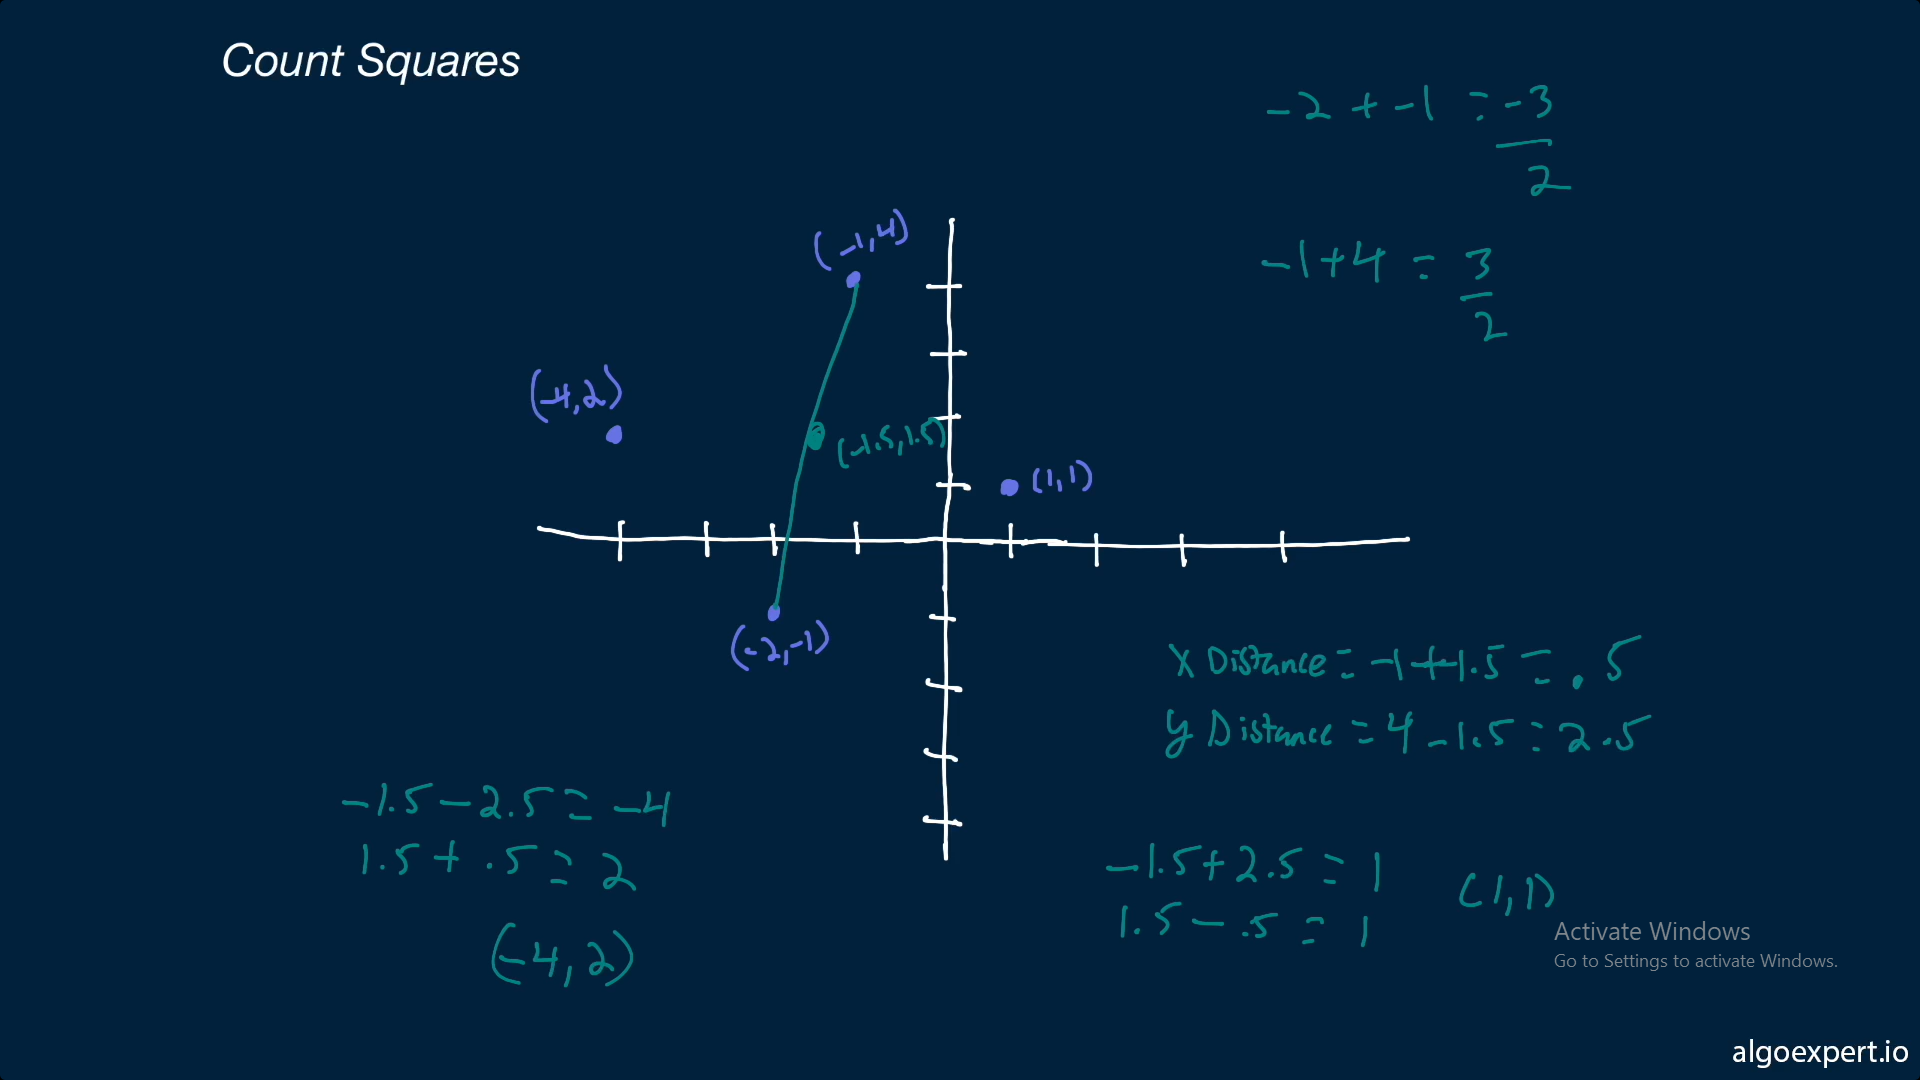 Count Squares
-2 + -1 = -3
2
(-1,4)
-1+4 = 3
2
(-4,2)
(-1.5,1.5)
(1,1)
(-2,-1)
X Distance = -1+1.5 = .5
y Distance = 4-1.5 = 2.5
-1.5-2.5 = -4
1.5 + .5 = 2
(-4,2)
-1.5+2.5 = 1
1.5 - .5 = 1
(1,1)
Activate Windows
Go to Settings to activate Windows.
algoexpert.io